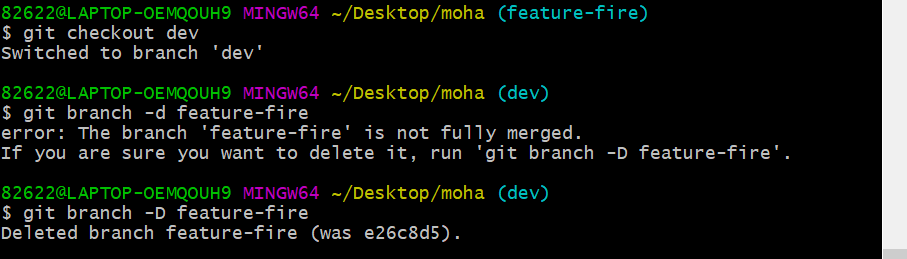 82622@LAPTOP-OEMQOUH9 MINGW64 ~/Desktop/moha (feature-fire)
$ git checkout dev
Switched to branch 'dev'
82622@LAPTOP-OEMQOUH9 MINGW64 ~/Desktop/moha (dev)
$ git branch -d feature-fire
error: The branch 'feature-fire' is not fully merged.
If you are sure you want to delete it, run 'git branch -D feature-fire'.
82622@LAPTOP-OEMQOUH9 MINGW64 ~/Desktop/moha (dev)
$ git branch -D feature-fire
Deleted branch feature-fire (was e26c8d5).